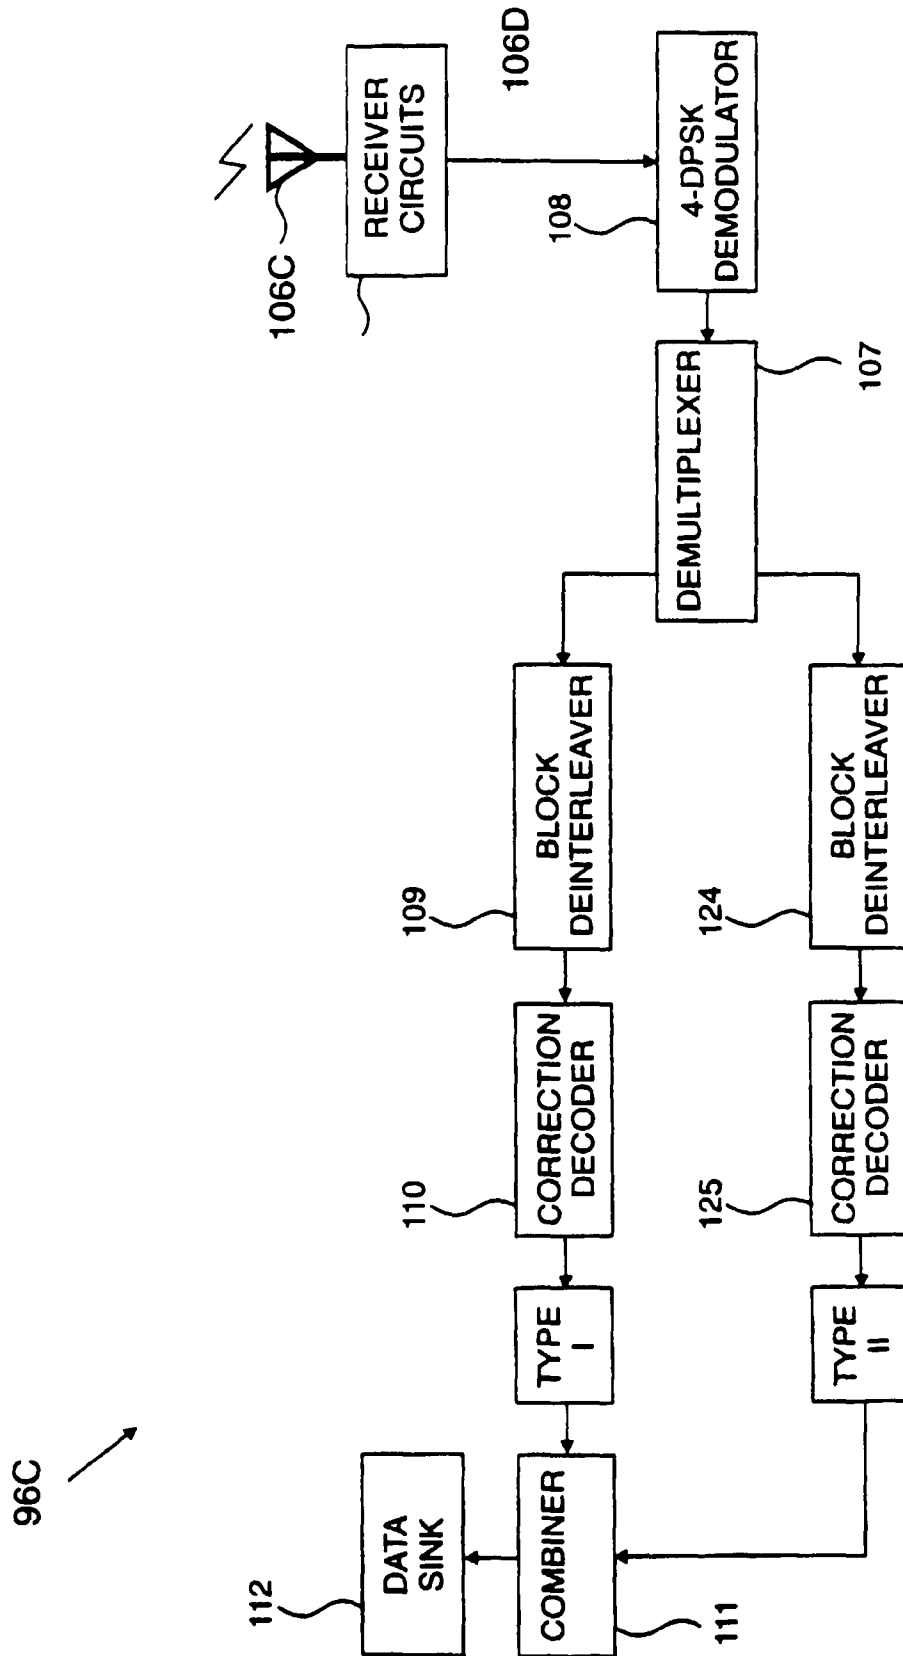 96C
106C
RECEIVER
CIRCUITS
106D
108
4-DPSK
DEMODULATOR
DEMULTIPLEXER
107
109
BLOCK
DEINTERLEAVER
110
CORRECTION
DECODER
TYPE
I
124
BLOCK
DEINTERLEAVER
125
CORRECTION
DECODER
TYPE
II
COMBINER
111
112
DATA
SINK